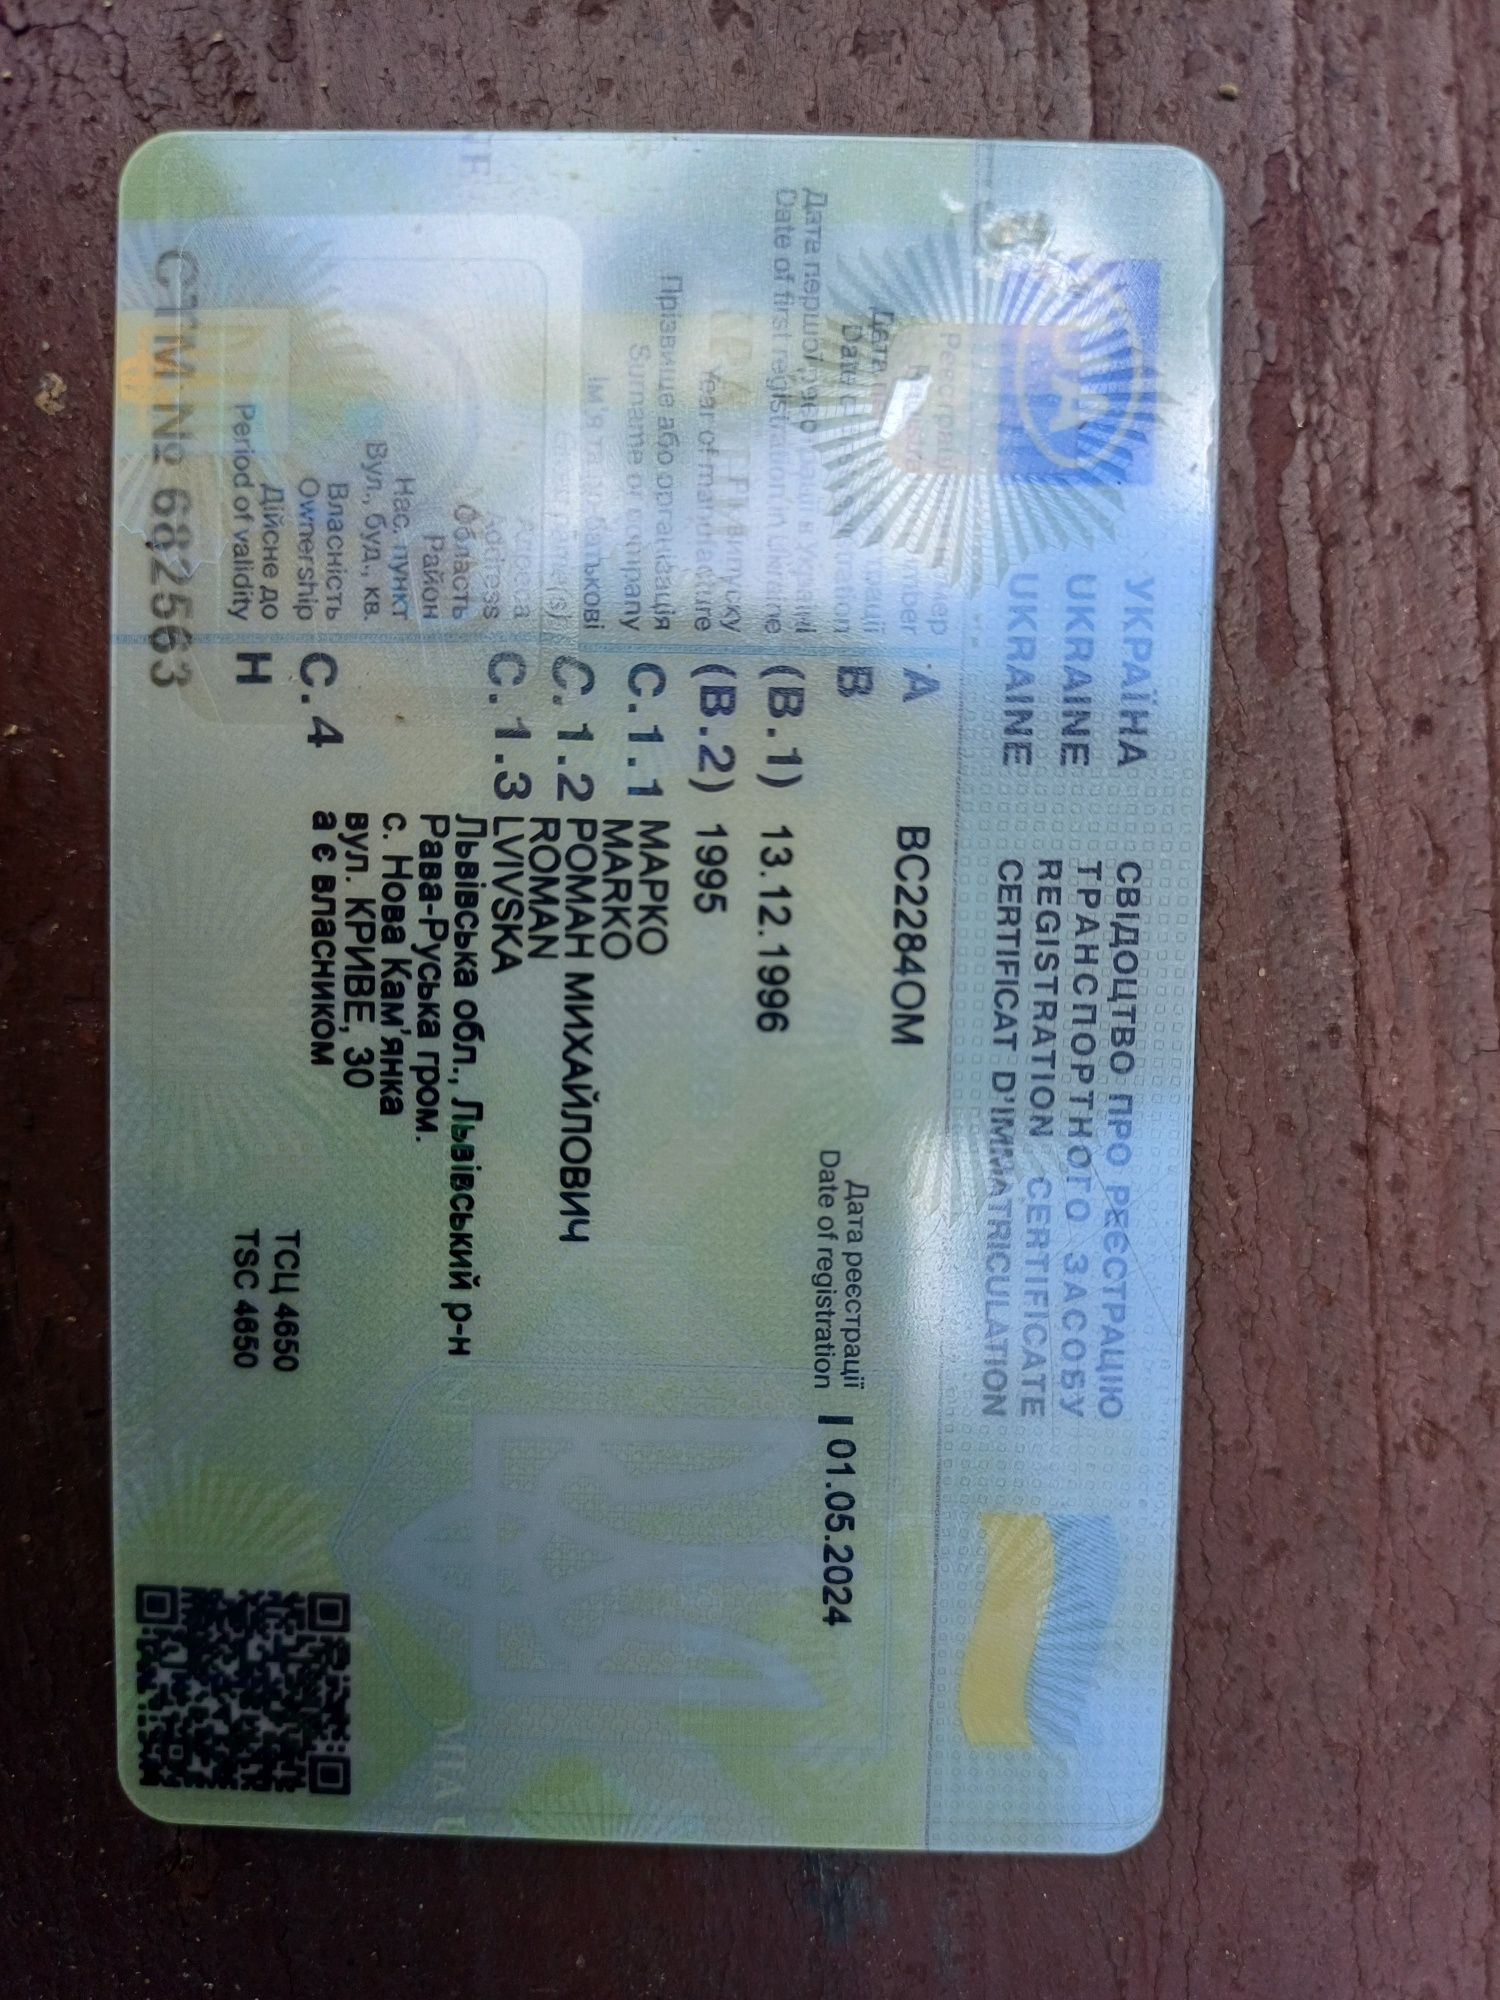 UA
УКРАЇНА СВІДОЦТВО ПРО РЕЄСТРАЦІЮ
UKRAINE ТРАНСПОРТНОГО ЗАСОБУ
UKRAINE REGISTRATION CERTIFICATE
CERTIFICAT D'IMMATRICULATION
A BC2284OM
B Дата реєстрації
Date of registration 01.05.2024
Date of first registration in Ukraine (B.1) 13.12.1996
Year of manufacture (B.2) 1995
Прізвище або організація C.1.1 МАРКО
Surname or company MARKO
Ім'я та по батькові C.1.2 РОМАН МИХАЙЛОВИЧ
ROMAN
Адреса
Address C.1.3 LVIVSKA
Область Львівська обл., Львівський р-н
Район Рава-Руська гром.
Нас. пункт с. Нова Кам'янка
Вул., буд., кв. вул. КРИВЕ, 30
Власність C.4 а є власником
Ownership
Дійсне до H ТСЦ 4650
Period of validity TSC 4650
СТМ № 682563